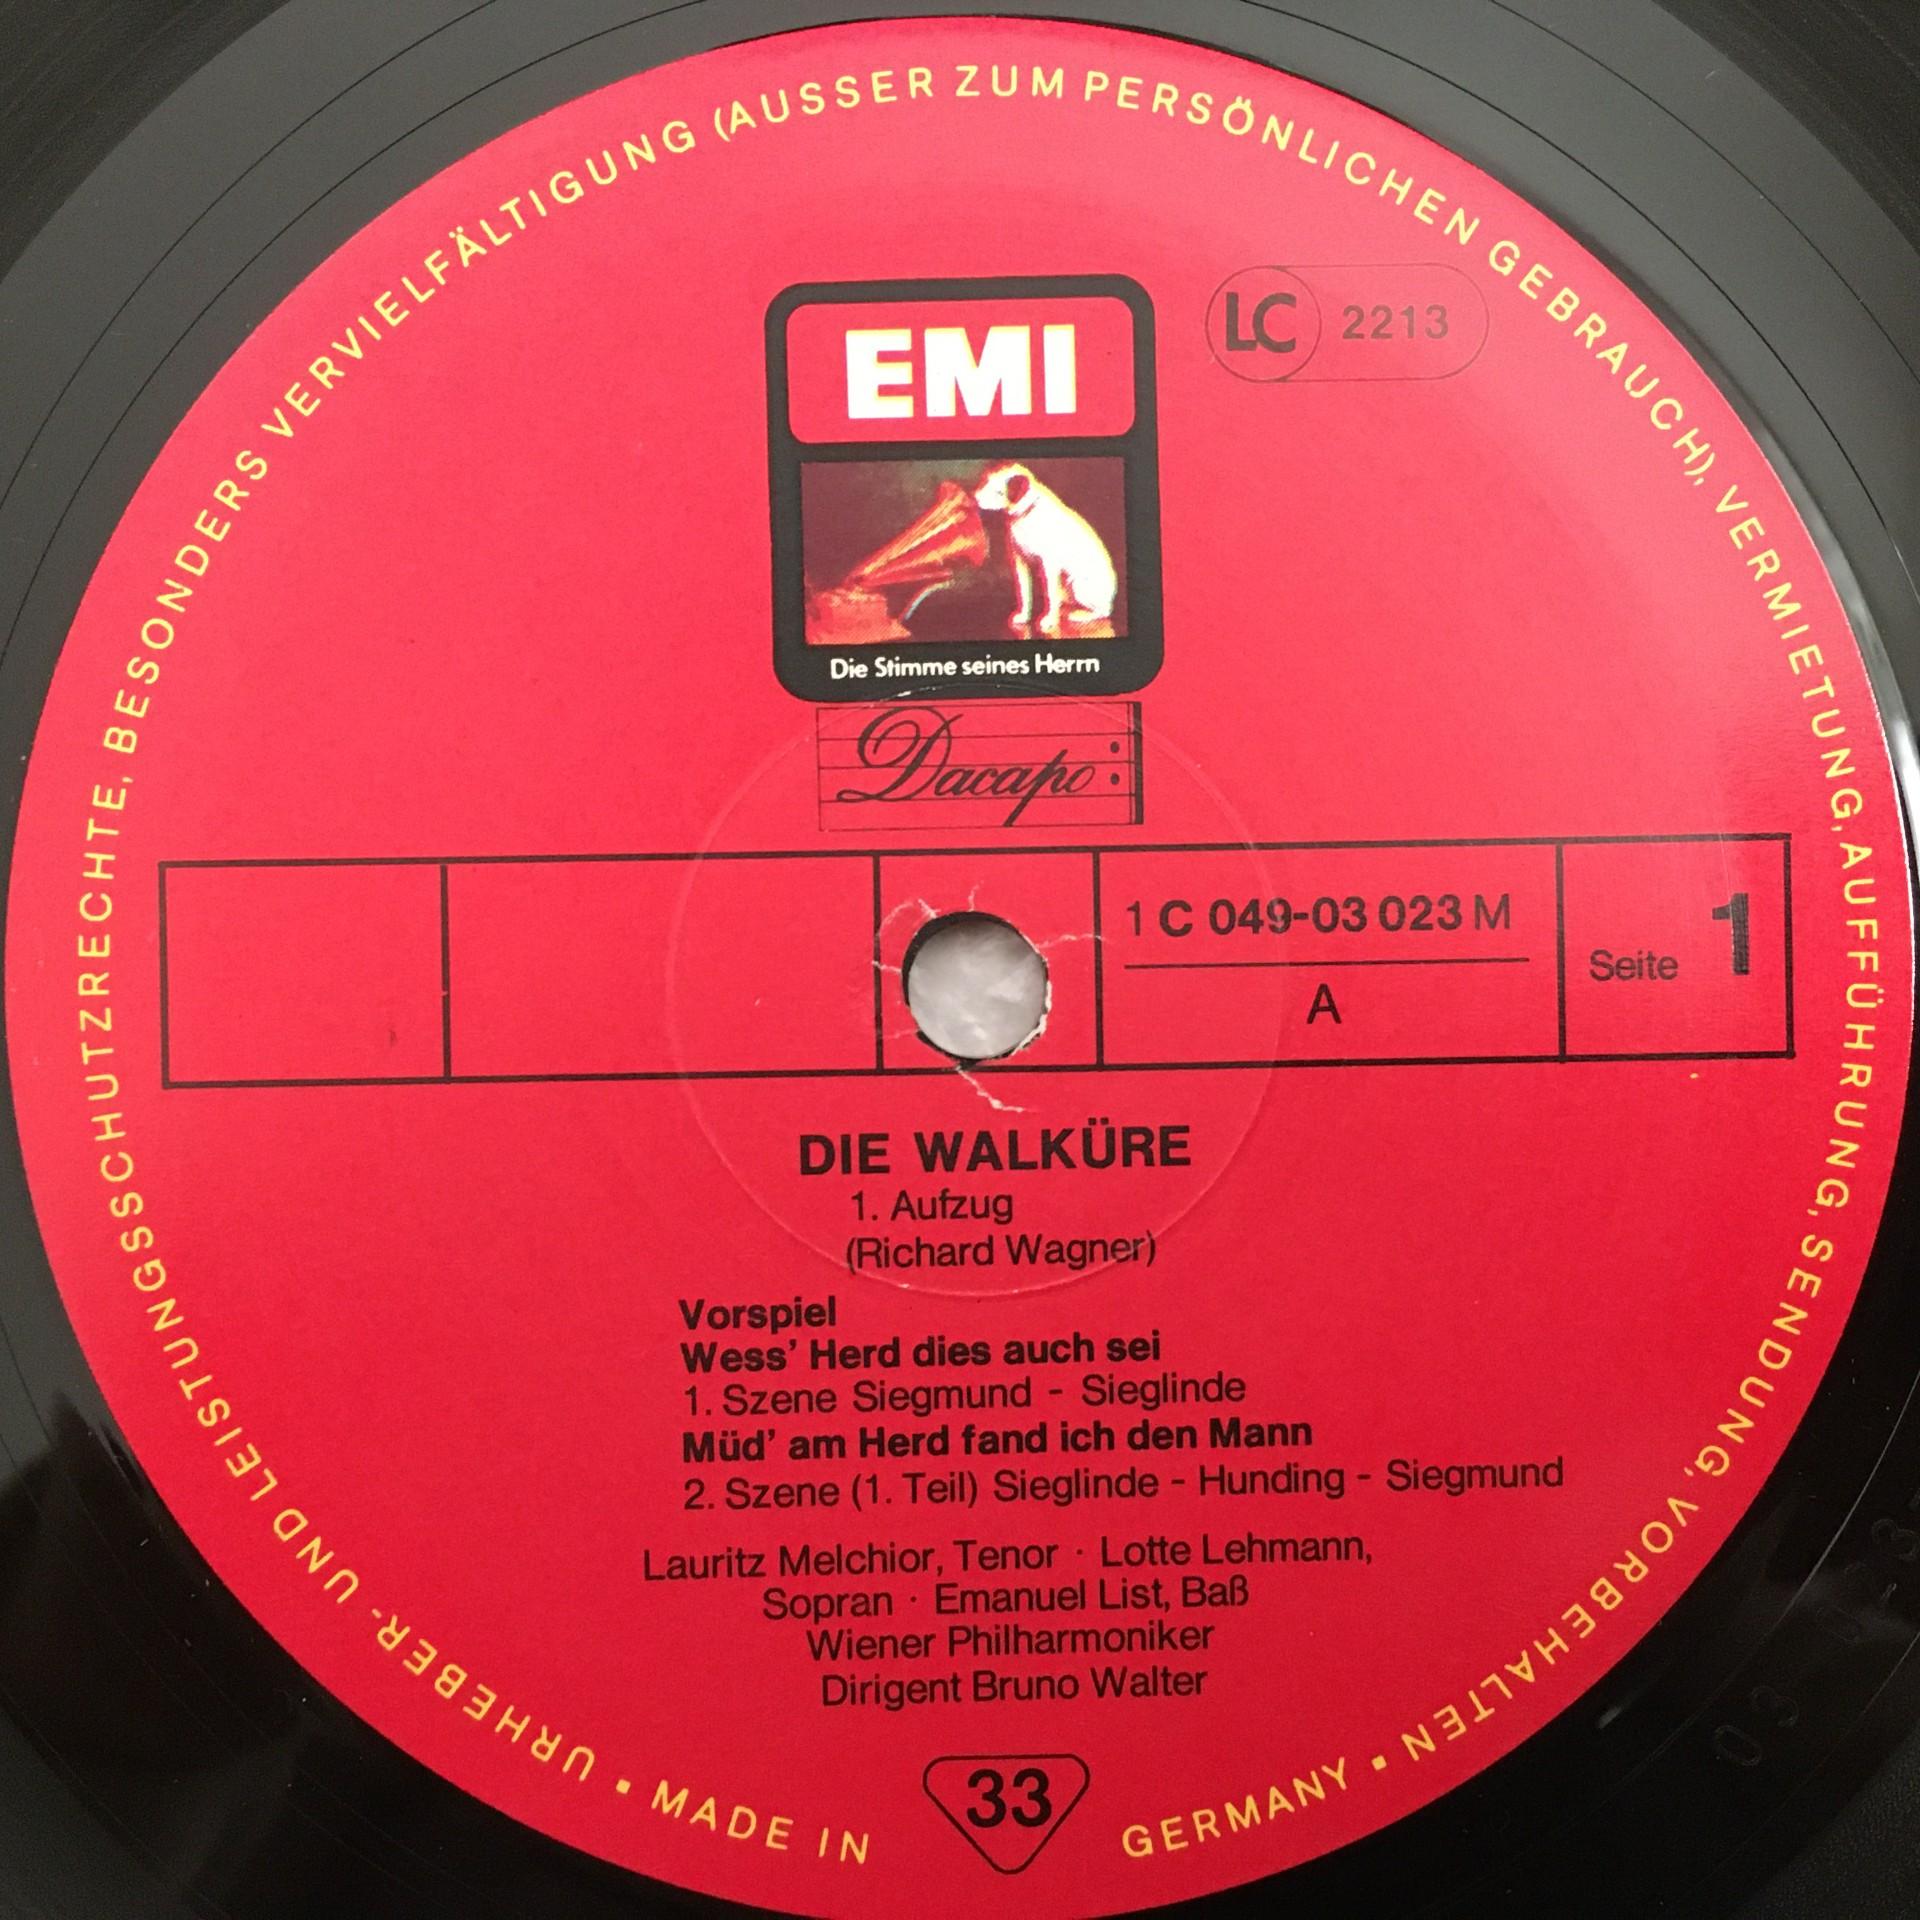 URHEBER- UND LEISTUNGSSCHUTZRECHTE, BESONDERS VERVIELFÄLTIGUNG (AUSSER ZUM PERSÖNLICHEN GEBRAUCH), VERMIETUNG, AUFFÜHRUNG, SENDUNG, VORBEHALTEN ▪
EMI
LC 2213
Die Stimme seines Herrn
Dacapo
1 C 049-03 023 M
A
Seite 1
DIE WALKÜRE
1. Aufzug
(Richard Wagner)
Vorspiel
Wess' Herd dies auch sei
1. Szene Siegmund - Sieglinde
Müd' am Herd fand ich den Mann
2. Szene (1. Teil) Sieglinde - Hunding - Siegmund
Lauritz Melchior, Tenor · Lotte Lehmann,
Sopran · Emanuel List, Baß
Wiener Philharmoniker
Dirigent Bruno Walter
33
▪ MADE IN GERMANY